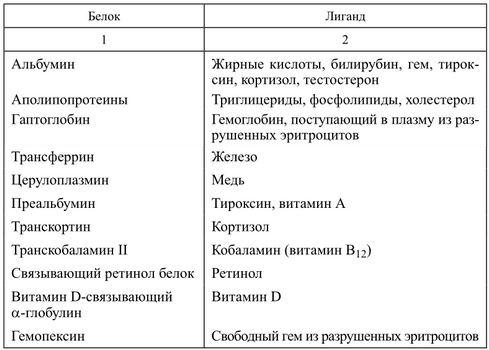 Белок Лиганд
1 2
Альбумин Жирные кислоты, билирубин, гем, тирок-
син, кортизол, тестостерон
Аполипопротеины Триглицериды, фосфолипиды, холестерол
Гаптоглобин Гемоглобин, поступающий в плазму из раз-
рушенных эритроцитов
Трансферрин Железо
Церулоплазмин Медь
Преальбумин Тироксин, витамин А
Транскортин Кортизол
Транскобаламин II Кобаламин (витамин B12)
Связывающий ретинол белок Ретинол
Витамин D-связывающий Витамин D
α-глобулин
Гемопексин Свободный гем из разрушенных эритроцитов